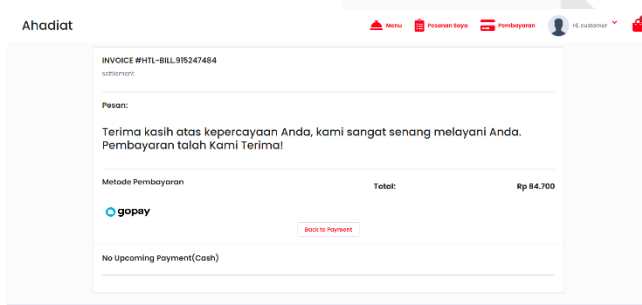 Ahadiat
Menu
Pesanan Saya
Pembayaran
Hi, customer
INVOICE #HTL-BILL.915247484
settlement
Pesan:
Terima kasih atas kepercayaan Anda, kami sangat senang melayani Anda.
Pembayaran talah Kami Terima!
Metode Pembayaran
Total:
Rp 84.700
gopay
Back to Payment
No Upcoming Payment(Cash)